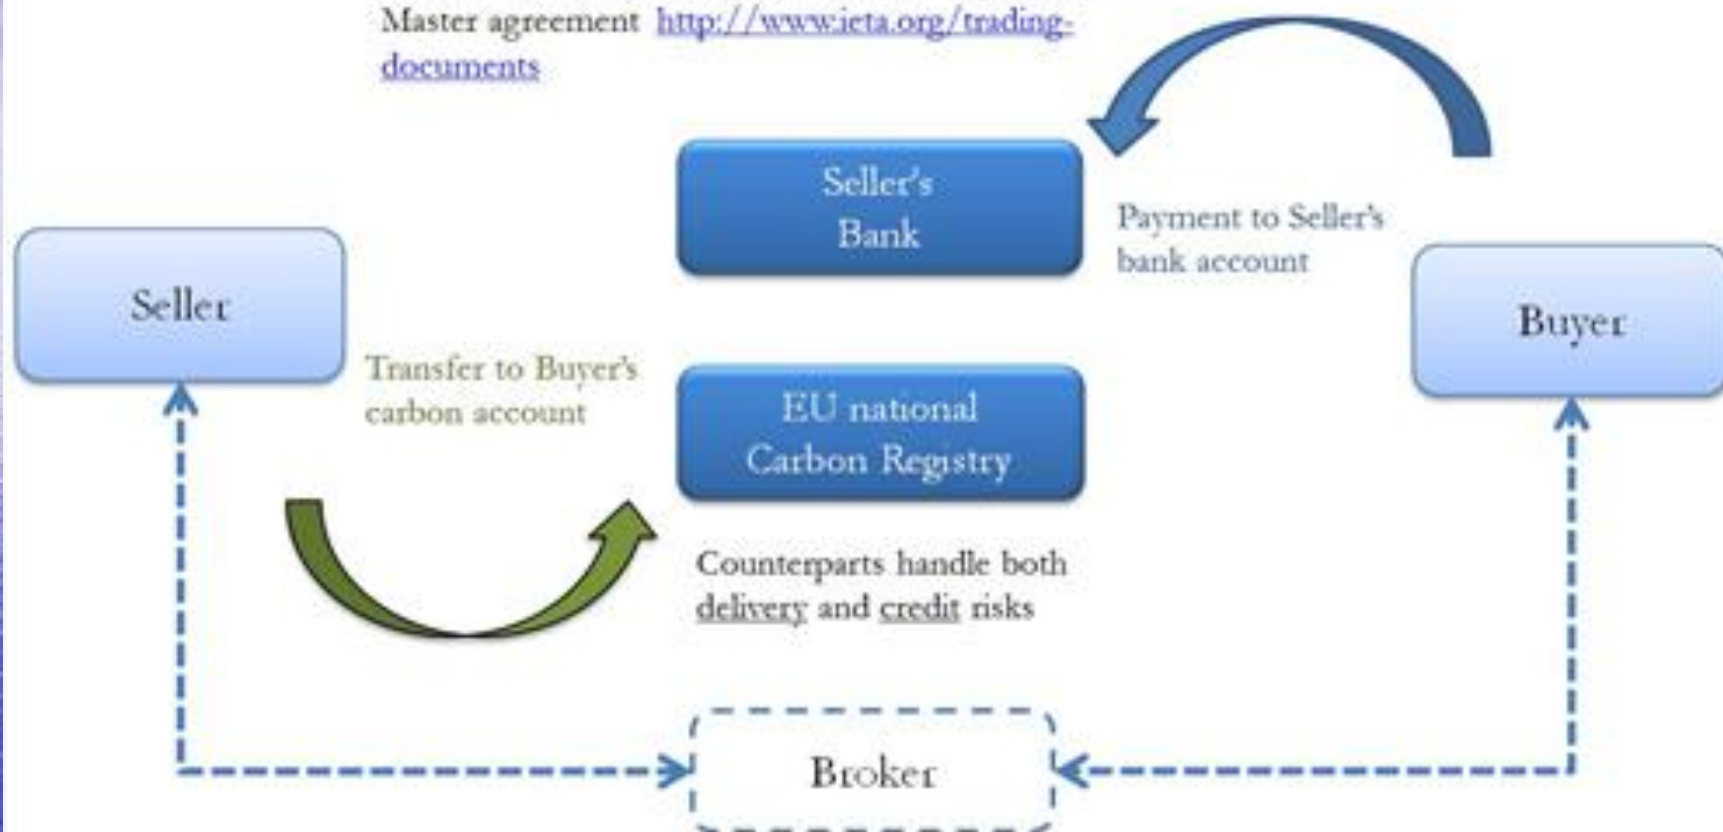 Master agreement http://www.ieta.org/trading-
documents
Seller's
Bank
Payment to Seller's
bank account
Seller
Buyer
Transfer to Buyer's
carbon account
EU national
Carbon Registry
Counterparts handle both
delivery and credit risks
Broker